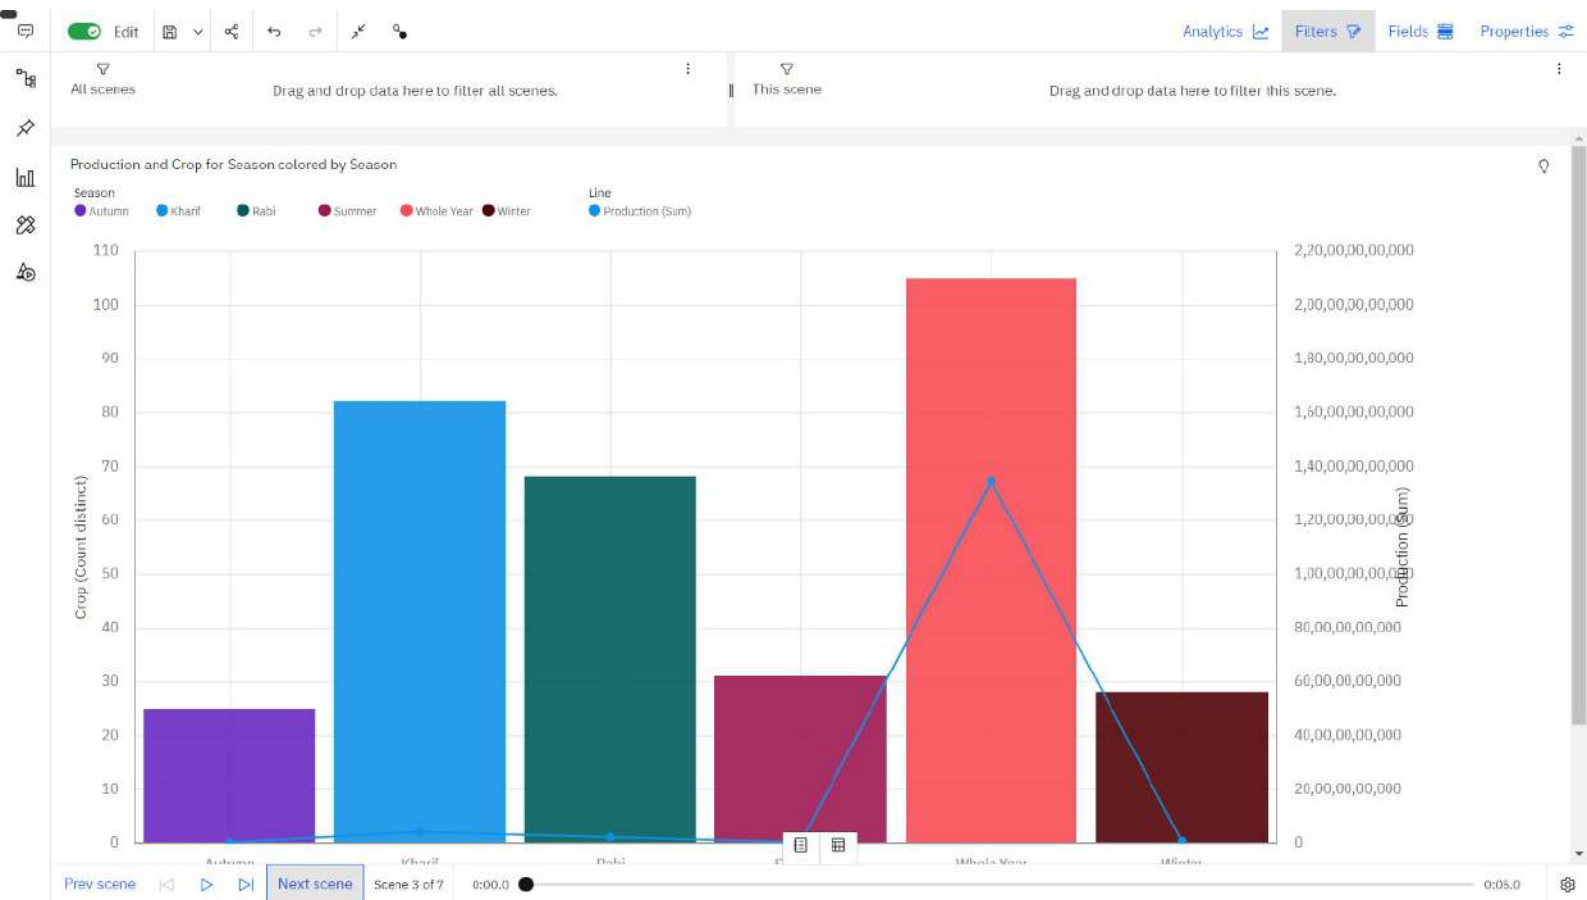 Edit
Analytics
Filters
Fields
Properties
All scenes
Drag and drop data here to filter all scenes.
This scene
Drag and drop data here to filter this scene.
Production and Crop for Season colored by Season
Season
Line
Autumn
Kharif
Rabi
Summer
Whole Year
Winter
Production (Sum)
110
100
90
80
70
60
50
40
30
20
10
0
Crop (Count distinct)
2,20,00,00,00,000
2,00,00,00,00,000
1,80,00,00,00,000
1,60,00,00,00,000
1,40,00,00,00,000
1,20,00,00,00,000
1,00,00,00,00,000
80,00,00,00,000
60,00,00,00,000
40,00,00,00,000
20,00,00,00,000
0
Production (Sum)
Autumn
Kharif
Rabi
Whole Year
Winter
Prev scene
Next scene
Scene 3 of 7
0:00.0
0:05.0